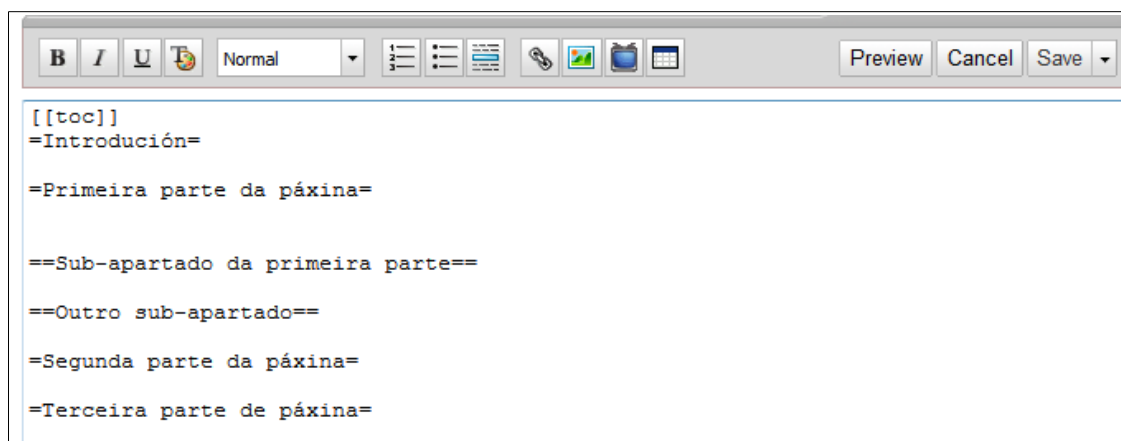 B I U T Normal Preview Cancel Save
[[toc]]
=Introdución=
=Primeira parte da páxina=
==Sub-apartado da primeira parte==
==Outro sub-apartado==
=Segunda parte da páxina=
=Terceira parte de páxina=